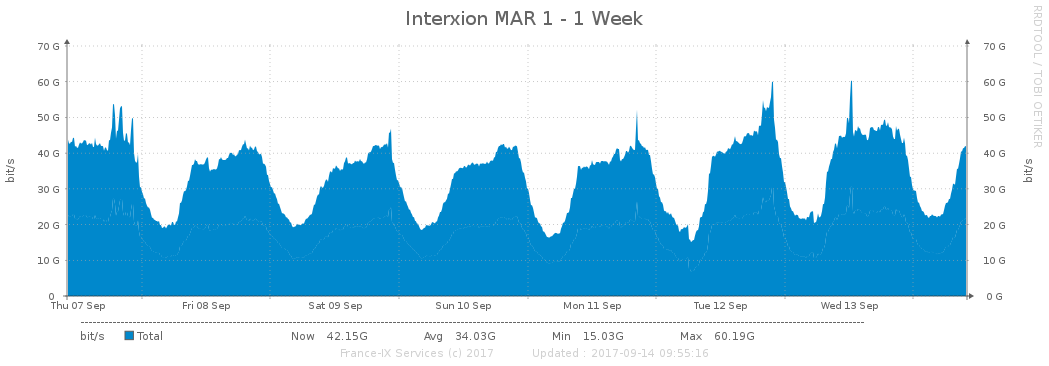 Interxion MAR 1 - 1 Week
RRDTOOL / TOBI OETIKER
70 G 70 G
60 G 60 G
50 G 50 G
40 G 40 G
30 G 30 G
20 G 20 G
10 G 10 G
0 0 G
bit/s bit/s
Thu 07 Sep Fri 08 Sep Sat 09 Sep Sun 10 Sep Mon 11 Sep Tue 12 Sep Wed 13 Sep
bit/s Total Now 42.15G Avg 34.03G Min 15.03G Max 60.19G
France-IX Services (c) 2017 Updated : 2017-09-14 09:55:16